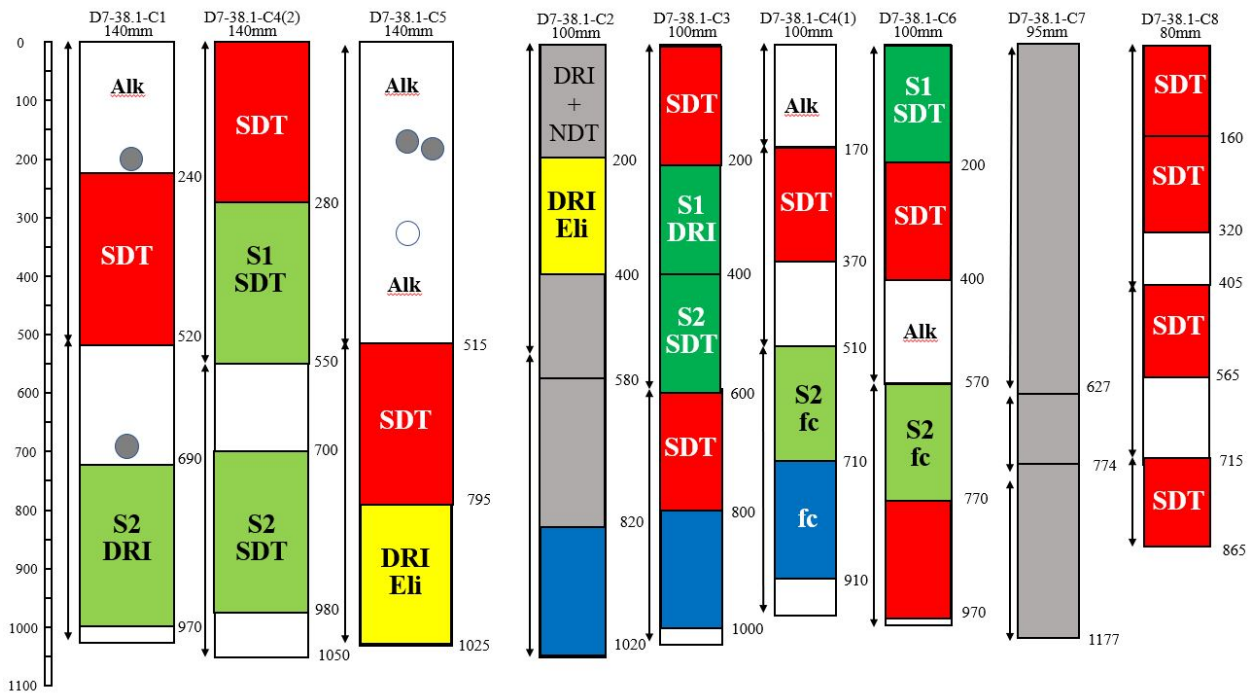 D7-38.1-C1
140mm
D7-38.1-C4(2)
140mm
D7-38.1-C5
140mm
D7-38.1-C2
100mm
D7-38.1-C3
100mm
D7-38.1-C4(1)
100mm
D7-38.1-C6
100mm
D7-38.1-C7
95mm
D7-38.1-C8
80mm
0
100
200
300
400
500
600
700
800
900
1000
1100
Alk
240
SDT
520
690
S2
DRI
970
SDT
280
S1
SDT
550
700
S2
SDT
980
1050
Alk
Alk
515
SDT
795
DRI
Eli
1025
DRI
+
NDT
200
DRI
Eli
400
580
820
1020
SDT
200
S1
DRI
400
S2
SDT
600
SDT
800
1000
Alk
170
SDT
370
510
S2
fc
710
fc
910
S1
SDT
200
SDT
400
Alk
570
S2
fc
770
970
627
774
1177
SDT
160
SDT
320
405
SDT
565
715
SDT
865